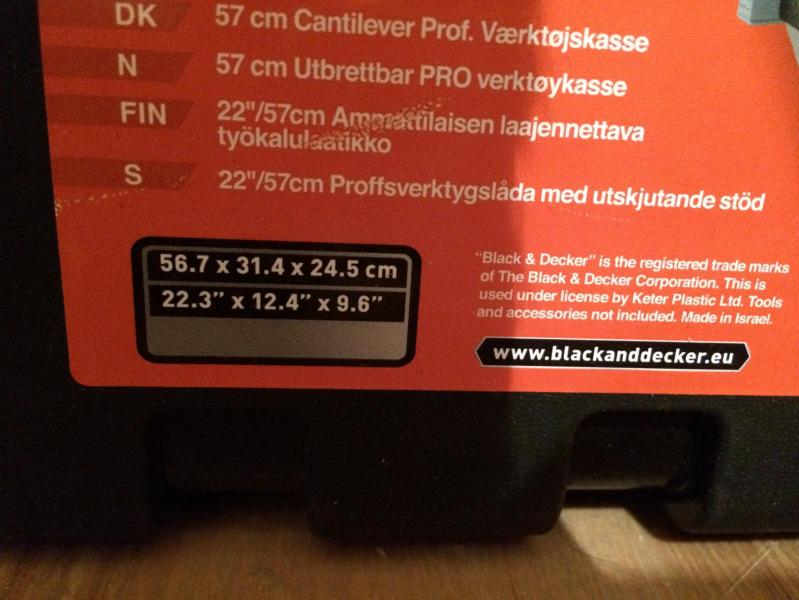 DK 57 cm Cantilever Prof. Værktøjskasse
N 57 cm Utbrettbar PRO verktøykasse
FIN 22"/57cm Ammattilaisen laajennettava
työkalulaatikko
S 22"/57cm Proffsverktygslåda med utskjutande stöd
56.7 x 31.4 x 24.5 cm
22.3" x 12.4" x 9.6"
"Black & Decker" is the registered trade marks
of The Black & Decker Corporation. This is
used under license by Keter Plastic Ltd. Tools
and accessories not included. Made in Israel.
www.blackanddecker.eu